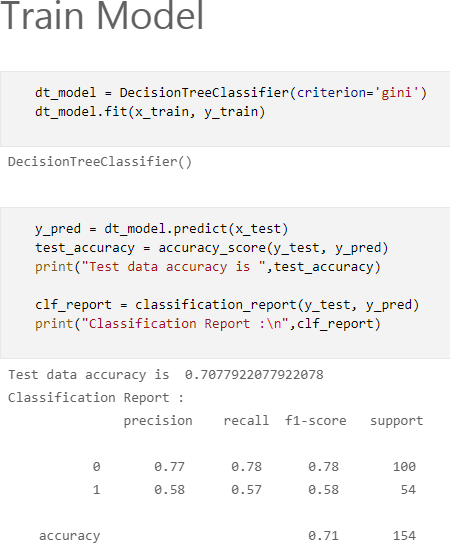 Train Model
dt_model = DecisionTreeClassifier(criterion='gini')
dt_model.fit(x_train, y_train)
DecisionTreeClassifier()
y_pred = dt_model.predict(x_test)
test_accuracy = accuracy_score(y_test, y_pred)
print("Test data accuracy is ",test_accuracy)
clf_report = classification_report(y_test, y_pred)
print("Classification Report :\n",clf_report)
Test data accuracy is  0.7077922077922078
Classification Report :
precision recall f1-score support
0 0.77 0.78 0.78 100
1 0.58 0.57 0.58 54
accuracy 0.71 154